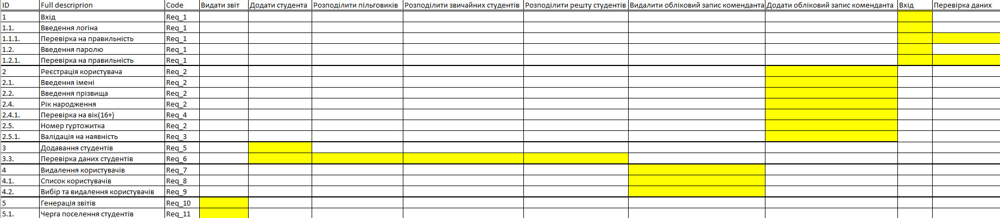 ID Full descriprion Code Видати звіт Додати студента Розподілити пільговиків Розподілити звичайних студентів Розподілити решту студентів Видалити обліковий запис коменданта Додати обліковий запис коменданта Вхід Перевірка даних
1 Вхід Req_1
1.1. Введення логіна Req_1
1.1.1. Перевірка на правильність Req_1
1.2. Введення паролю Req_1
1.2.1. Перевірка на правильність Req_1
2 Реєстрація користувача Req_2
2.1. Введення імені Req_2
2.2. Введення прізвища Req_2
2.4. Рік народження Req_2
2.4.1. Перевірка на вік(16+) Req_4
2.5. Номер гуртожитка Req_2
2.5.1. Валідація на наявність Req_3
3 Додавання студентів Req_5
3.3. Перевірка даних студентів Req_6
4 Видалення користувачів Req_7
4.1. Список користувачів Req_8
4.2. Вибір та видалення користувачів Req_9
5 Генерація звітів Req_10
5.1. Черга поселення студентів Req_11